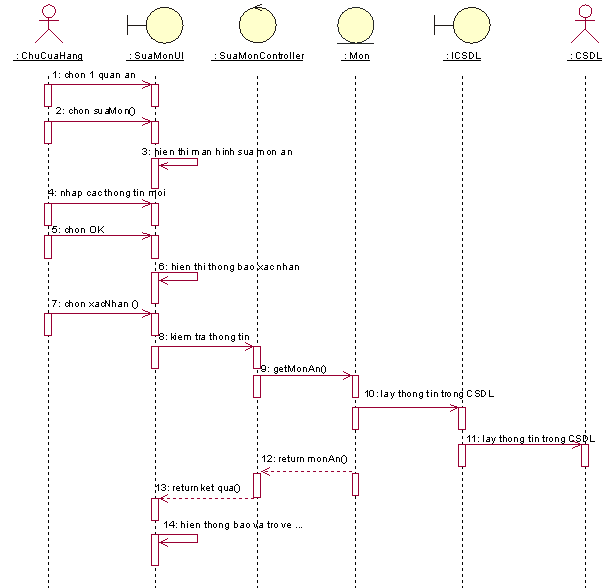 : ChuCuaHang
: SuaMonUI
: SuaMonController
: Mon
: ICSDL
: CSDL
1: chon 1 quan an
2: chon suaMon()
3: hien thi man hinh sua mon an
4: nhap cac thong tin moi
5: chon OK
6: hien thi thong bao xac nhan
7: chon xacNhan ()
8: kiem tra thong tin
9: getMonAn()
10: lay thong tin trong CSDL
11: lay thong tin trong CSDL
12: return monAn()
13: return ket qua()
14: hien thong bao va tro ve ...